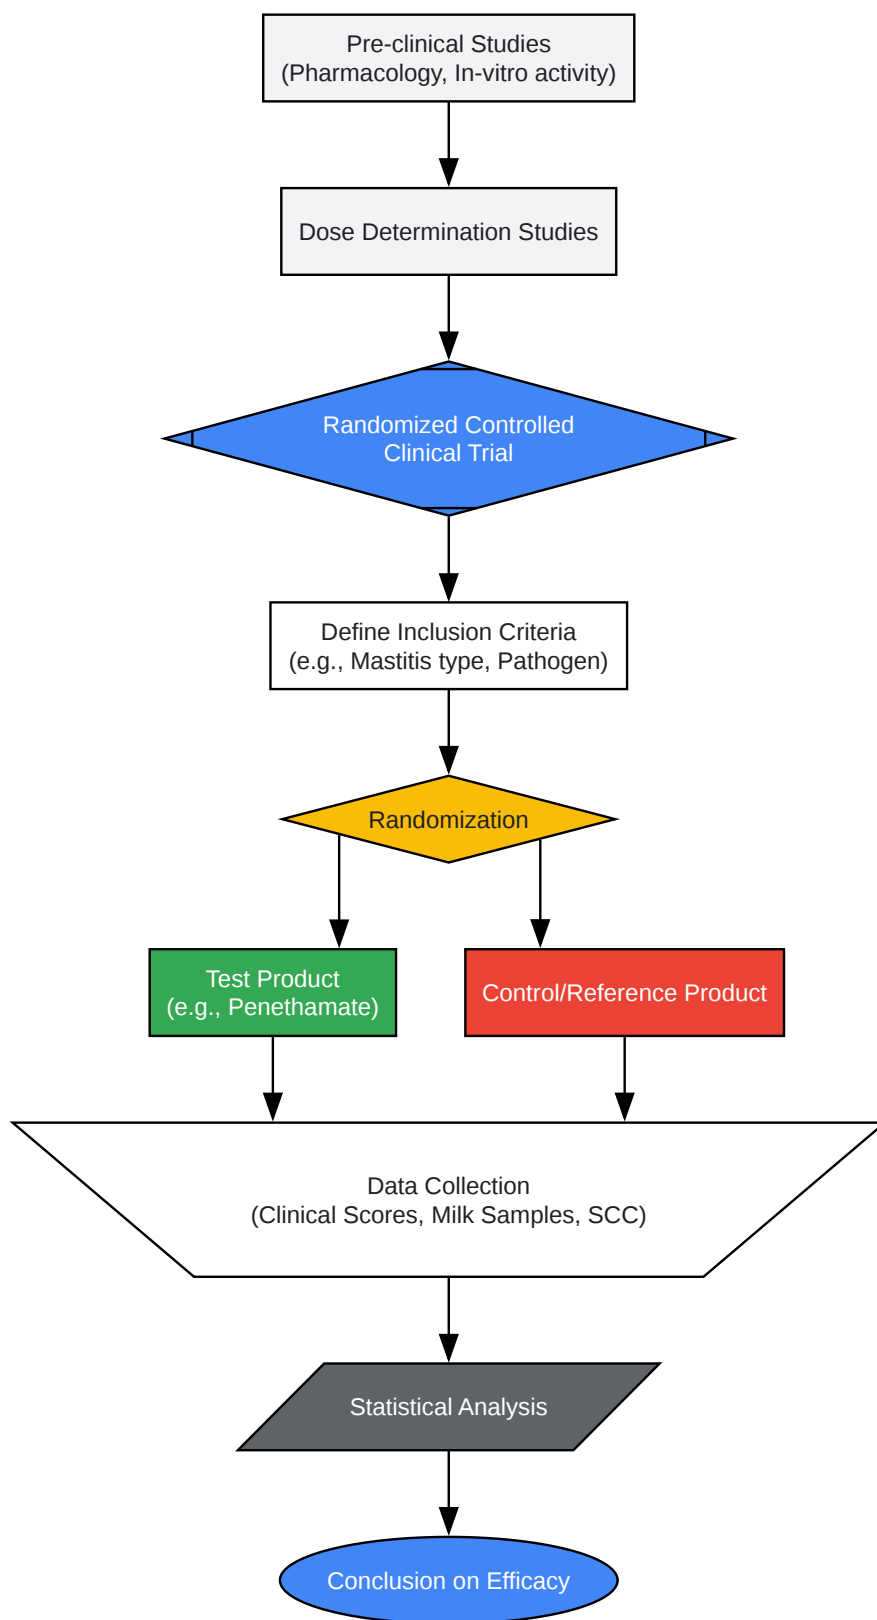 Pre-clinical Studies
(Pharmacology, In-vitro activity)
Dose Determination Studies
Randomized Controlled
Clinical Trial
Define Inclusion Criteria
(e.g., Mastitis type, Pathogen)
Randomization
Test Product
(e.g., Penethamate)
Control/Reference Product
Data Collection
(Clinical Scores, Milk Samples, SCC)
Statistical Analysis
Conclusion on Efficacy